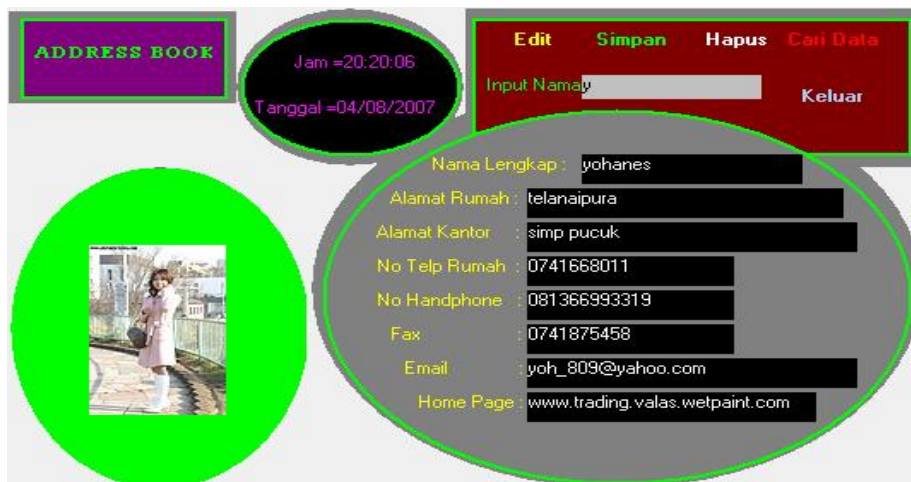 ADDRESS BOOK
Jam =20:20:06
Tanggal =04/08/2007
Edit Simpan Hapus Cari Data
Input Nama y
Keluar
Nama Lengkap : yohanes
Alamat Rumah : telanaipura
Alamat Kantor : simp pucuk
No Telp Rumah : 0741668011
No Handphone : 081366993319
Fax : 0741875458
Email : yoh_809@yahoo.com
Home Page : www.trading.valas.wetpaint.com